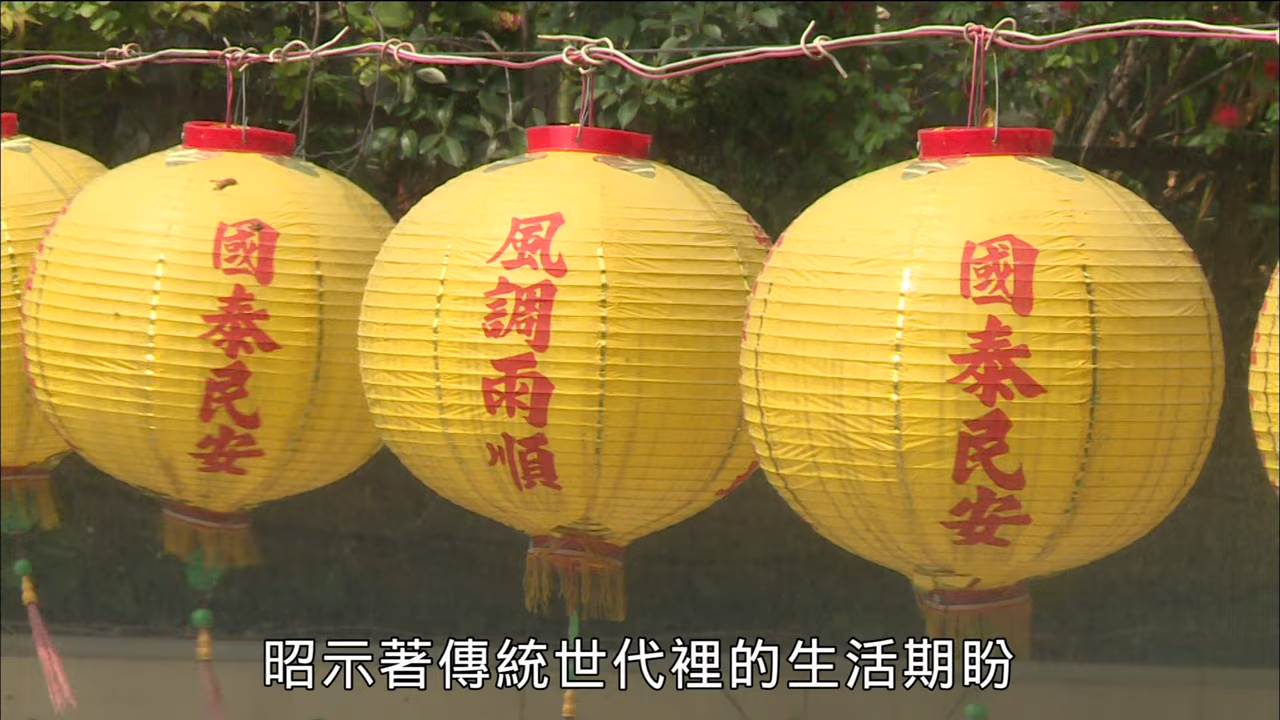 國泰民安
風調雨順
國泰民安
昭示著傳統世代裡的生活期盼